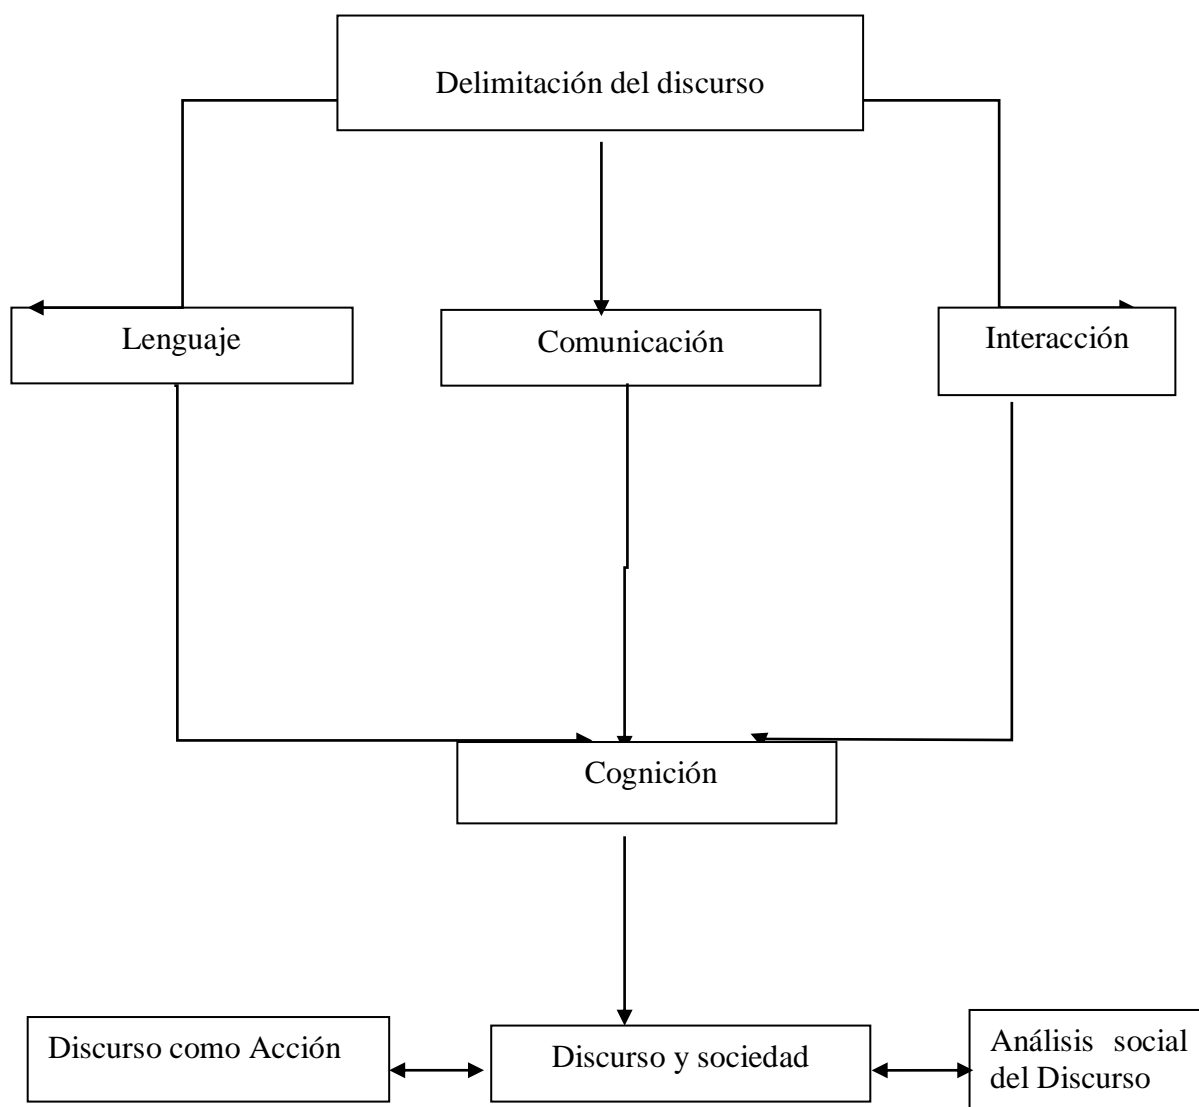 Delimitación del discurso
Lenguaje
Comunicación
Interacción
Cognición
Discurso como Acción
Discurso y sociedad
Análisis social
del Discurso